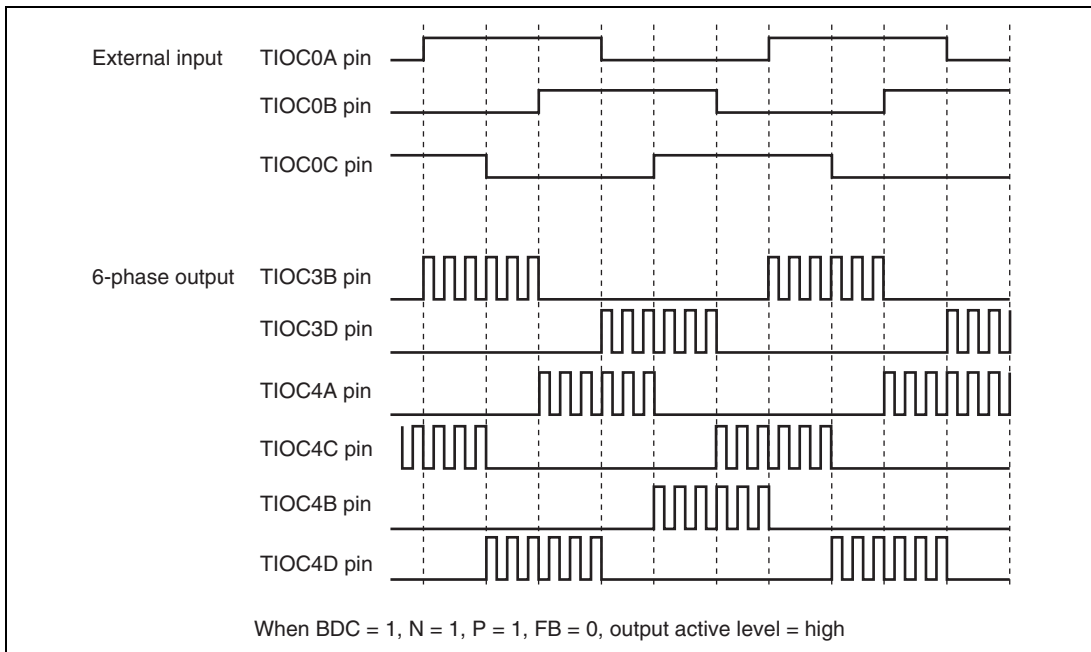 External input TIOC0A pin
TIOC0B pin
TIOC0C pin
6-phase output TIOC3B pin
TIOC3D pin
TIOC4A pin
TIOC4C pin
TIOC4B pin
TIOC4D pin
When BDC = 1, N = 1, P = 1, FB = 0, output active level = high